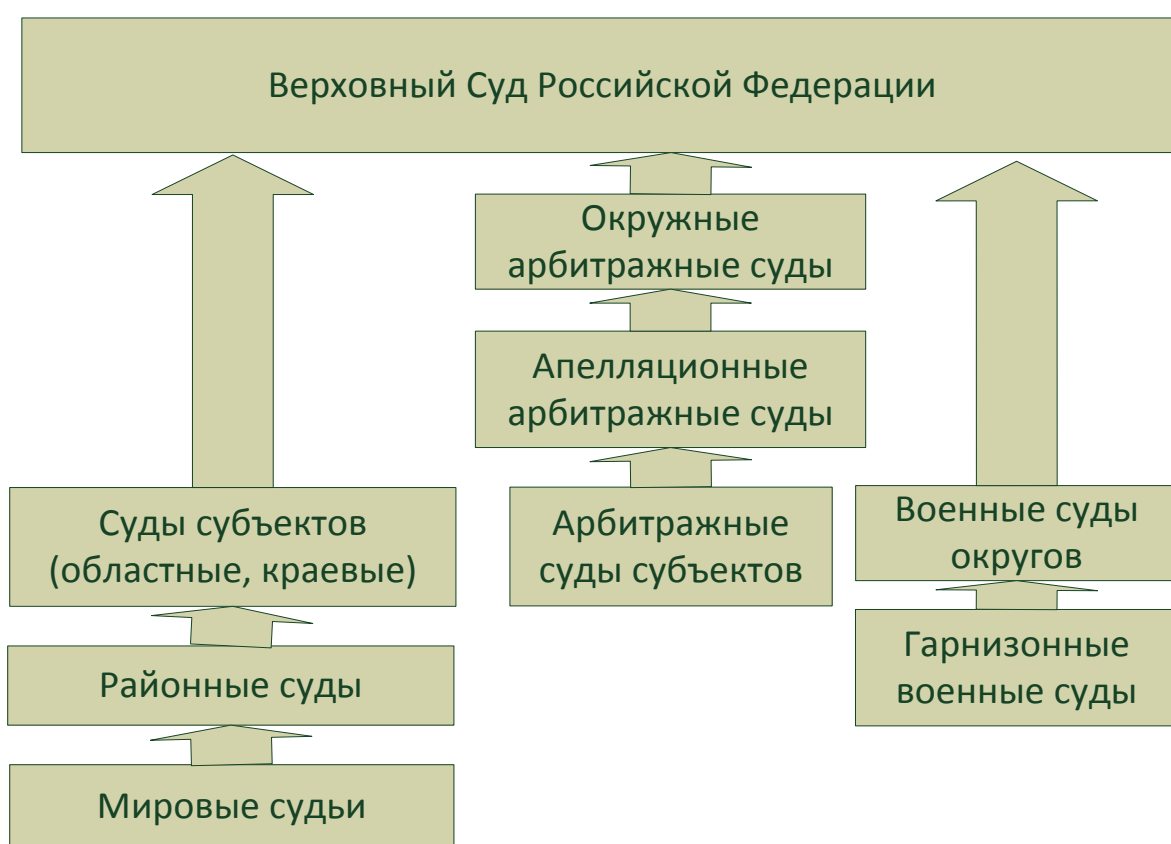 Верховный Суд Российской Федерации
Окружные
арбитражные суды
Апелляционные
арбитражные суды
Суды субъектов
(областные, краевые)
Арбитражные
суды субъектов
Военные суды
округов
Районные суды
Гарнизонные
военные суды
Мировые судьи